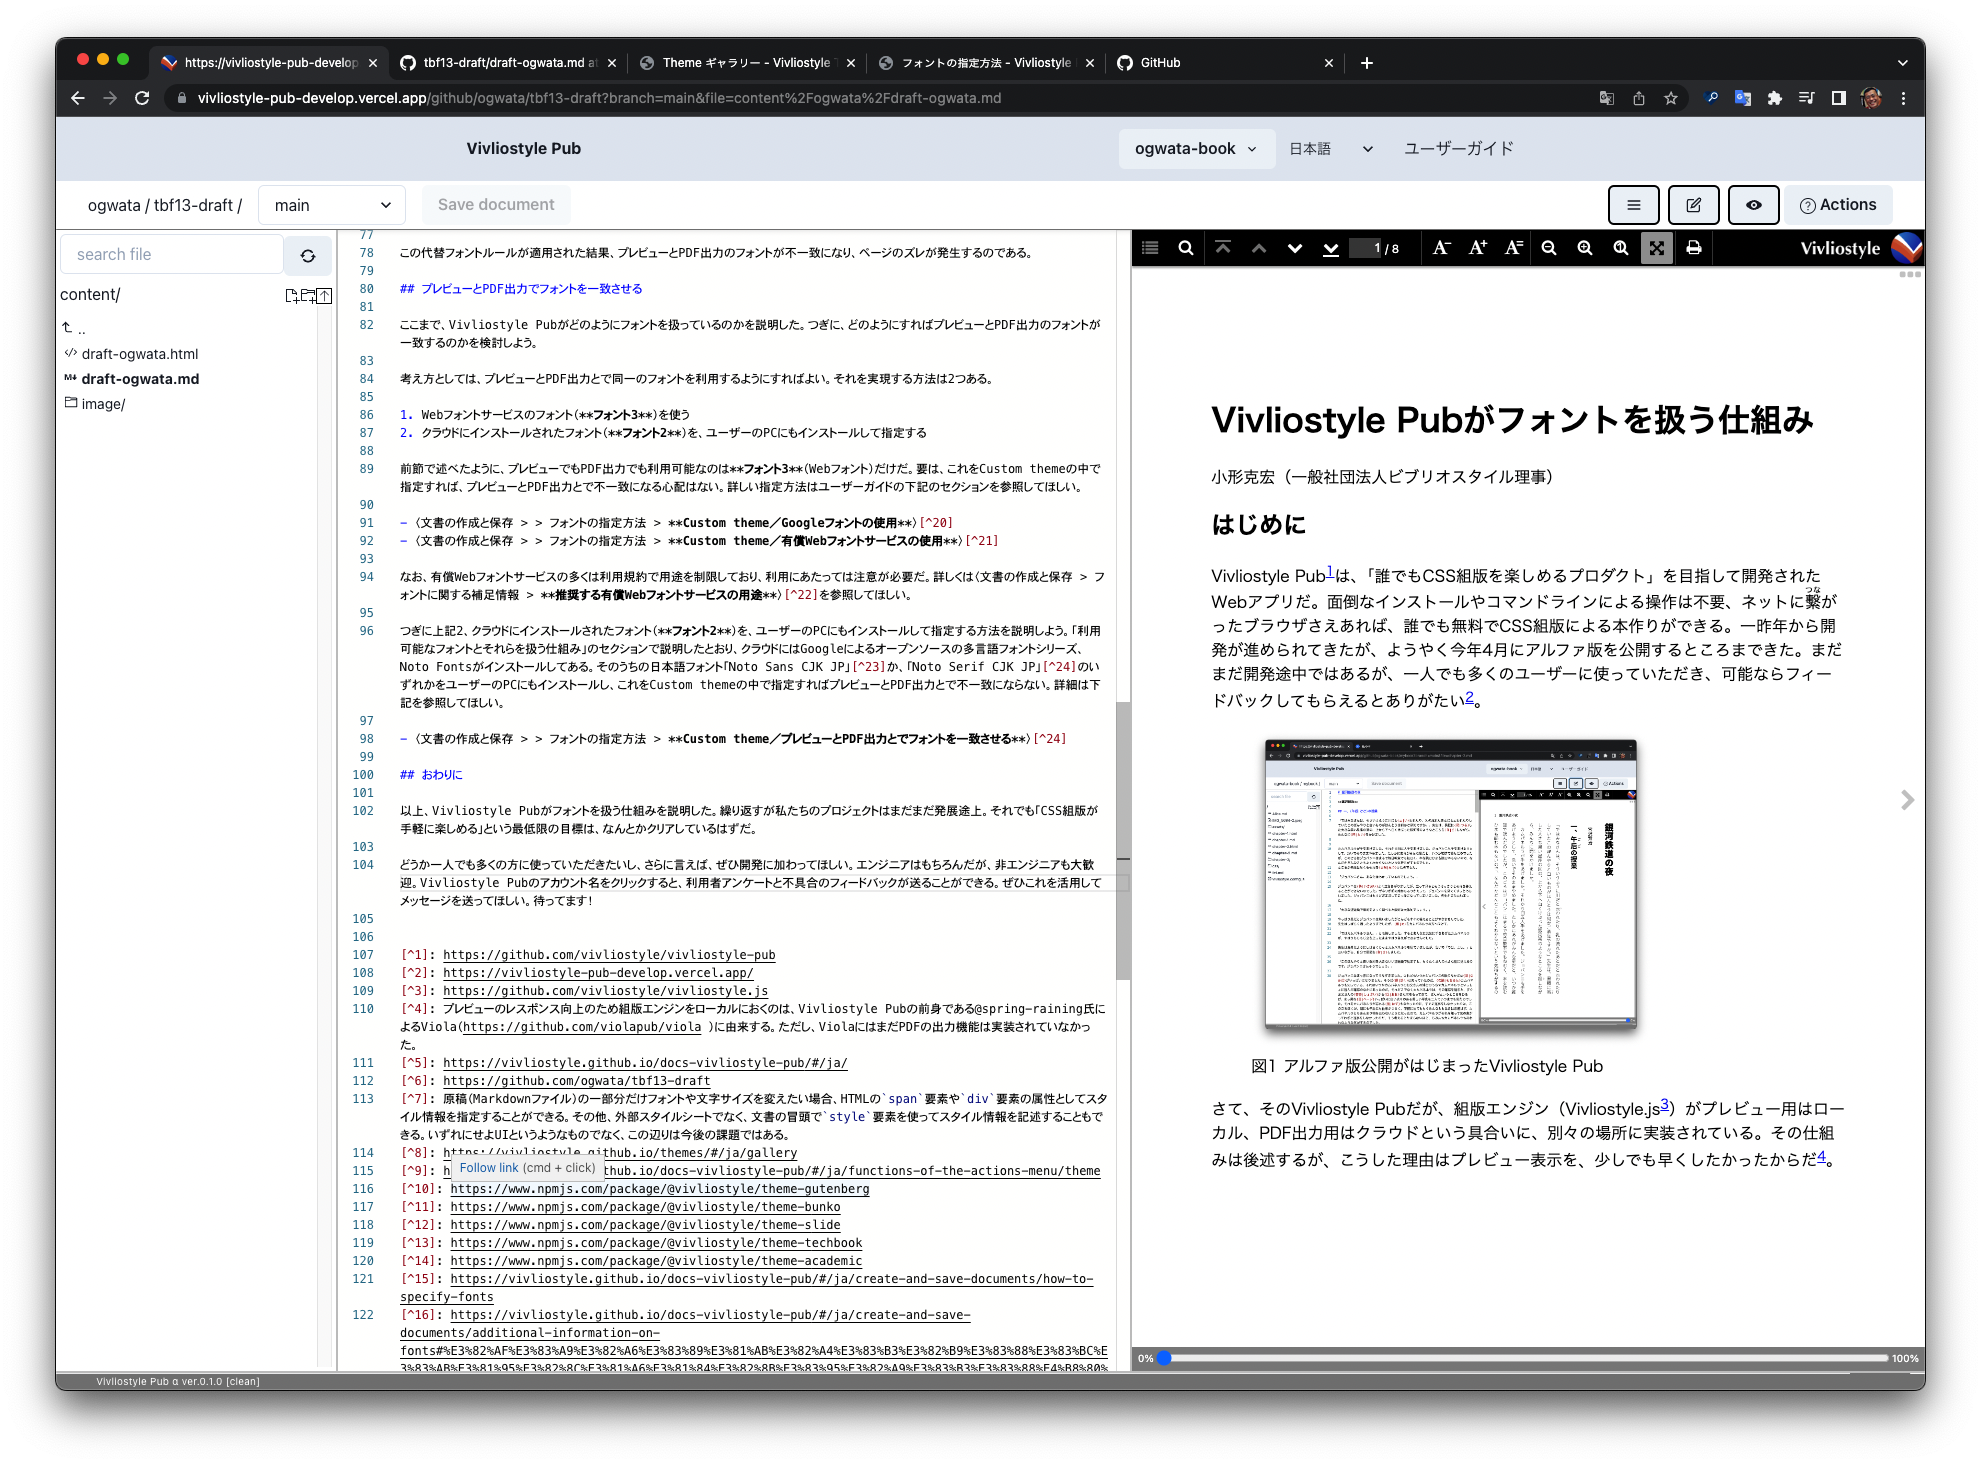 https://vivliostyle-pub-develop
tbf13-draft/draft-ogwata.md at
Theme ギャラリー - Vivliostyle T
フォントの指定方法 - Vivliostyle
GitHub
vivliostyle-pub-develop.vercel.app/github/ogwata/tbf13-draft?branch=main&file=content%2Fogwata%2Fdraft-ogwata.md
Vivliostyle Pub
ogwata-book
日本語
ユーザーガイド
ogwata / tbf13-draft /
main
Save document
Actions
search file
content/
..
draft-ogwata.html
draft-ogwata.md
image/
77
78 この代替フォントルールが適用された結果、プレビューとPDF出力のフォントが不一致になり、ページのズレが発生するのである。
79
80 ## プレビューとPDF出力でフォントを一致させる
81
82 ここまで、Vivliostyle Pubがどのようにフォントを扱っているのかを説明した。つぎに、どのようにすればプレビューとPDF出力のフォントが
一致するのかを検討しよう。
83
84 考え方としては、プレビューとPDF出力とで同一のフォントを利用するようにすればよい。それを実現する方法は2つある。
85
86 1. Webフォントサービスのフォント(**フォント3**)を使う
87 2. クラウドにインストールされたフォント(**フォント2**)を、ユーザーのPCにもインストールして指定する
88
89 前節で述べたように、プレビューでもPDF出力でも利用可能なのは**フォント3**(Webフォント)だけだ。要は、これをCustom themeの中で
指定すれば、プレビューとPDF出力とで不一致になる心配はない。詳しい指定方法はユーザーガイドの下記のセクションを参照してほしい。
90
91 - 〈文書の作成と保存 > > フォントの指定方法 > **Custom theme／Googleフォントの使用**〉[^20]
92 - 〈文書の作成と保存 > > フォントの指定方法 > **Custom theme／有償Webフォントサービスの使用**〉[^21]
93
94 なお、有償Webフォントサービスの多くは利用規約で用途を制限しており、利用にあたっては注意が必要だ。詳しくは〈文書の作成と保存 > フ
ォントに関する補足情報 > **推奨する有償Webフォントサービスの用途**〉[^22]を参照してほしい。
95
96 つぎに上記2、クラウドにインストールされたフォント(**フォント2**)を、ユーザーのPCにもインストールして指定する方法を説明しよう。「利用
可能なフォントとそれらを扱う仕組み」のセクションで説明したとおり、クラウドにはGoogleによるオープンソースの多言語フォントシリーズ、
Noto Fontsがインストールしてある。そのうちの日本語フォント「Noto Sans CJK JP」[^23]か、「Noto Serif CJK JP」[^24]のい
ずれかをユーザーのPCにもインストールし、これをCustom themeの中で指定すればプレビューとPDF出力とで不一致にならない。詳細は下
記を参照してほしい。
97
98 - 〈文書の作成と保存 > > フォントの指定方法 > **Custom theme／プレビューとPDF出力とでフォントを一致させる**〉[^24]
99
100 ## おわりに
101
102 以上、Vivliostyle Pubがフォントを扱う仕組みを説明した。繰り返すが私たちのプロジェクトはまだまだ発展途上。それでも「CSS組版が
手軽に楽しめる」という最低限の目標は、なんとかクリアしているはずだ。
103
104 どうか一人でも多くの方に使っていただきたいし、さらに言えば、ぜひ開発に加わってほしい。エンジニアはもちろんだが、非エンジニアも大歓
迎。Vivliostyle Pubのアカウント名をクリックすると、利用者アンケートと不具合のフィードバックが送ることができる。ぜひこれを活用して
メッセージを送ってほしい。待ってます!
105
106
107 [^1]: https://github.com/vivliostyle/vivliostyle-pub
108 [^2]: https://vivliostyle-pub-develop.vercel.app/
109 [^3]: https://github.com/vivliostyle/vivliostyle.js
110 [^4]: プレビューのレスポンス向上のため組版エンジンをローカルにおくのは、Vivliostyle Pubの前身である@spring-raining氏に
よるViola(https://github.com/violapub/viola )に由来する。ただし、ViolaにはまだPDFの出力機能は実装されていなかっ
た。
111 [^5]: https://vivliostyle.github.io/docs-vivliostyle-pub/#/ja/
112 [^6]: https://github.com/ogwata/tbf13-draft
113 [^7]: 原稿(Markdownファイル)の一部分だけフォントや文字サイズを変えたい場合、HTMLの`span`要素や`div`要素の属性としてスタ
イル情報を指定することができる。その他、外部スタイルシートでなく、文書の冒頭で`style`要素を使ってスタイル情報を記述することもで
きる。いずれにせよUIというようなものでなく、この辺りは今後の課題ではある。
114 [^8]: https://vivliostyle.github.io/themes/#/ja/gallery
Follow link (cmd + click)
115 [^9]: h thub.io/docs-vivliostyle-pub/#/ja/functions-of-the-actions-menu/theme
116 [^10]: https://www.npmjs.com/package/@vivliostyle/theme-gutenberg
117 [^11]: https://www.npmjs.com/package/@vivliostyle/theme-bunko
118 [^12]: https://www.npmjs.com/package/@vivliostyle/theme-slide
119 [^13]: https://www.npmjs.com/package/@vivliostyle/theme-techbook
120 [^14]: https://www.npmjs.com/package/@vivliostyle/theme-academic
121 [^15]: https://vivliostyle.github.io/docs-vivliostyle-pub/#/ja/create-and-save-documents/how-to-
specify-fonts
122 [^16]: https://vivliostyle.github.io/docs-vivliostyle-pub/#/ja/create-and-save-
documents/additional-information-on-
fonts#%E3%82%AF%E3%83%A9%E3%82%A6%E3%83%89%E3%81%AB%E3%82%A4%E3%83%B3%E3%82%B9%E3%83%88%E3%83%BC%E
3%83%AB%E3%81%95%E3%82%8C%E3%81%A6%E3%81%84%E3%82%8B%E3%83%95%E3%82%A9%E3%83%B3%E3%83%88%E4%B8%80%
1 / 8
Vivliostyle
Vivliostyle Pubがフォントを扱う仕組み
小形克宏（一般社団法人ビブリオスタイル理事）
はじめに
Vivliostyle Pub1は、「誰でもCSS組版を楽しめるプロダクト」を目指して開発された
つな
Webアプリだ。面倒なインストールやコマンドラインによる操作は不要、ネットに繋が
ったブラウザさえあれば、誰でも無料でCSS組版による本作りができる。一昨年から開
発が進められてきたが、ようやく今年4月にアルファ版を公開するところまできた。まだ
まだ開発途中ではあるが、一人でも多くのユーザーに使っていただき、可能ならフィー
ドバックしてもらえるとありがたい2。
銀河鉄道の夜
一、午后の授業
図1 アルファ版公開がはじまったVivliostyle Pub
さて、そのVivliostyle Pubだが、組版エンジン（Vivliostyle.js3）がプレビュー用はロー
カル、PDF出力用はクラウドという具合いに、別々の場所に実装されている。その仕組
みは後述するが、こうした理由はプレビュー表示を、少しでも早くしたかったからだ4。
0%
100%
Vivliostyle Pub α ver.0.1.0 [clean]